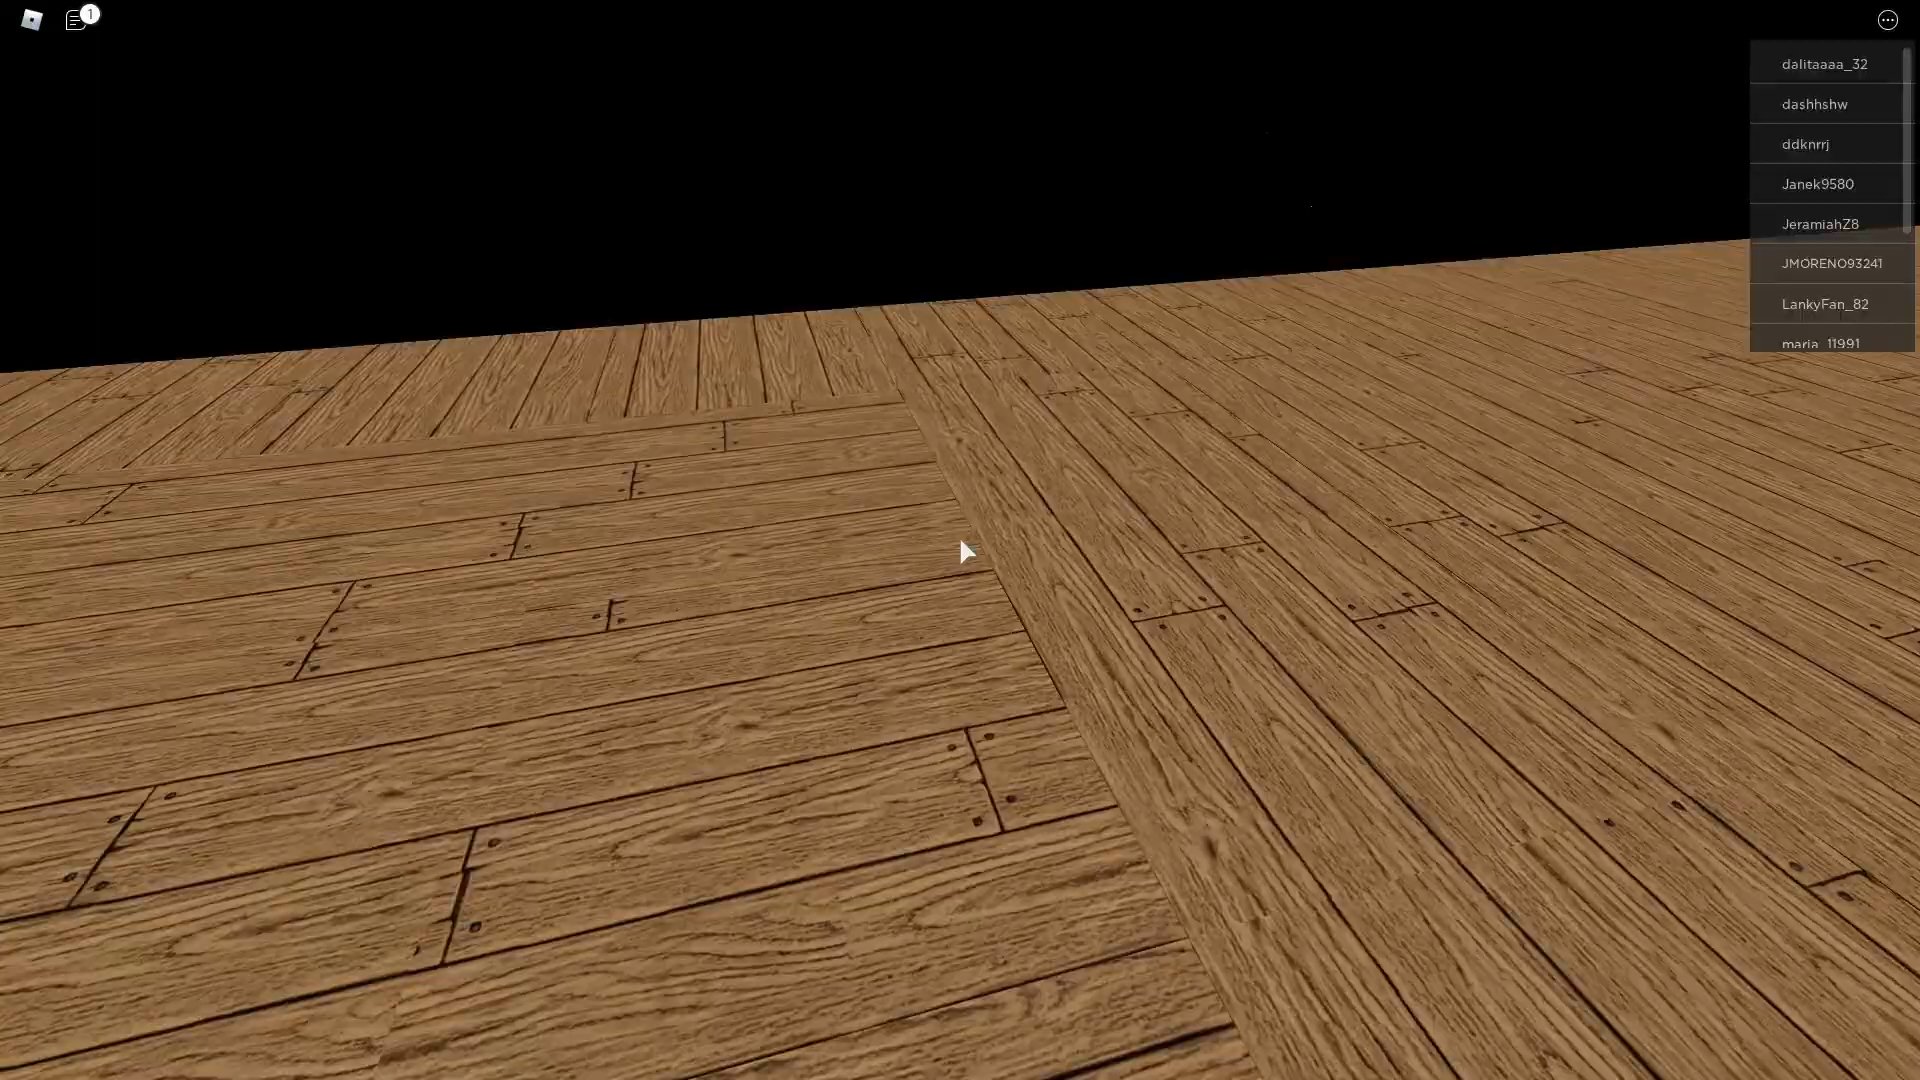 1
dalitaaaa_32
dashhshw
ddknrrj
Janek9580
JeramiahZ8
JMORENO93241
LankyFan_82
maria_11991